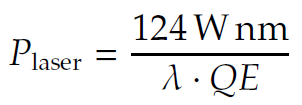 P_laser = 124 W nm / λ · QE